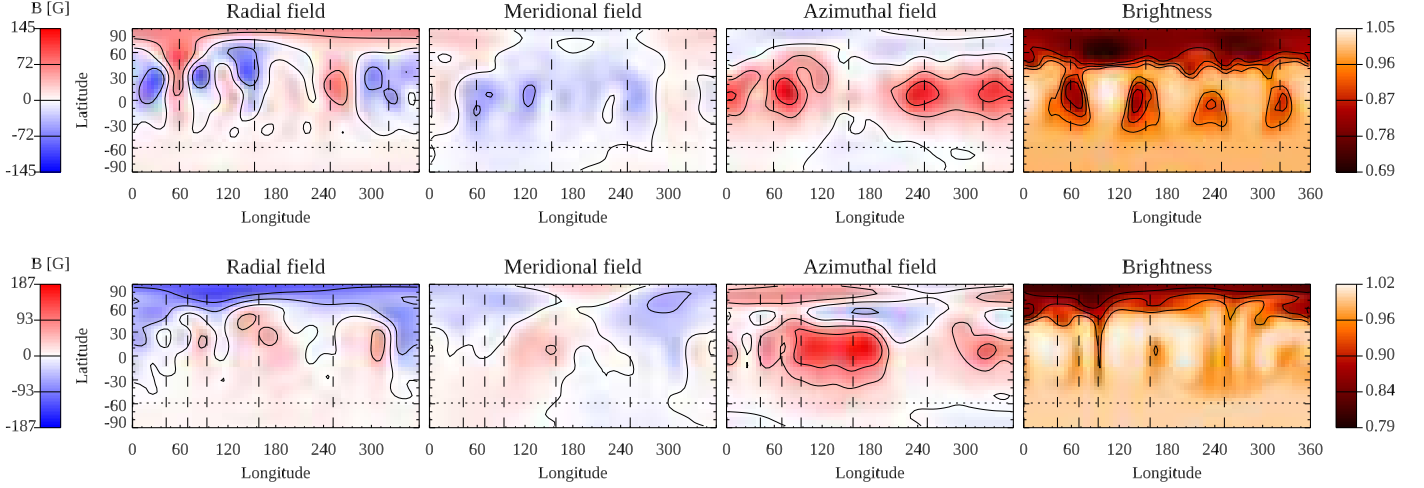 B [G] Radial field Meridional field Azimuthal field Brightness
145 72 0 -72 -145
Latitude
90 60 30 0 -30 -60 -90
1.05 0.96 0.87 0.78 0.69
0 60 120 180 240 300 0 60 120 180 240 300 0 60 120 180 240 300 0 60 120 180 240 300 360
Longitude Longitude Longitude Longitude
B [G] Radial field Meridional field Azimuthal field Brightness
187 93 0 -93 -187
Latitude
90 60 30 0 -30 -60 -90
1.02 0.96 0.90 0.84 0.79
0 60 120 180 240 300 0 60 120 180 240 300 0 60 120 180 240 300 0 60 120 180 240 300 360
Longitude Longitude Longitude Longitude